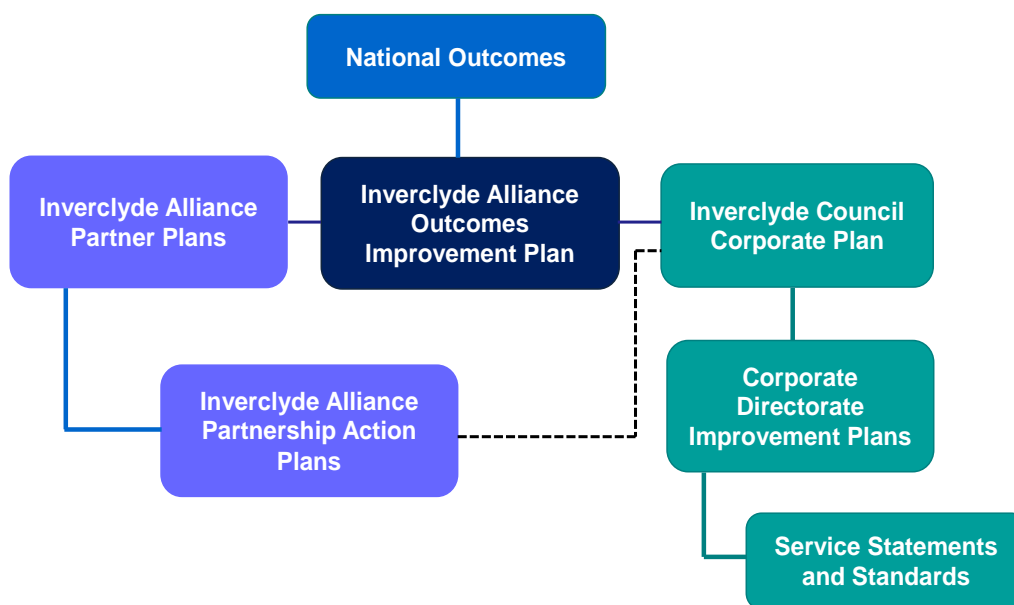 National Outcomes
Inverclyde Alliance
Partner Plans
Inverclyde Alliance
Outcomes
Improvement Plan
Inverclyde Council
Corporate Plan
Inverclyde Alliance
Partnership Action
Plans
Corporate
Directorate
Improvement Plans
Service Statements
and Standards